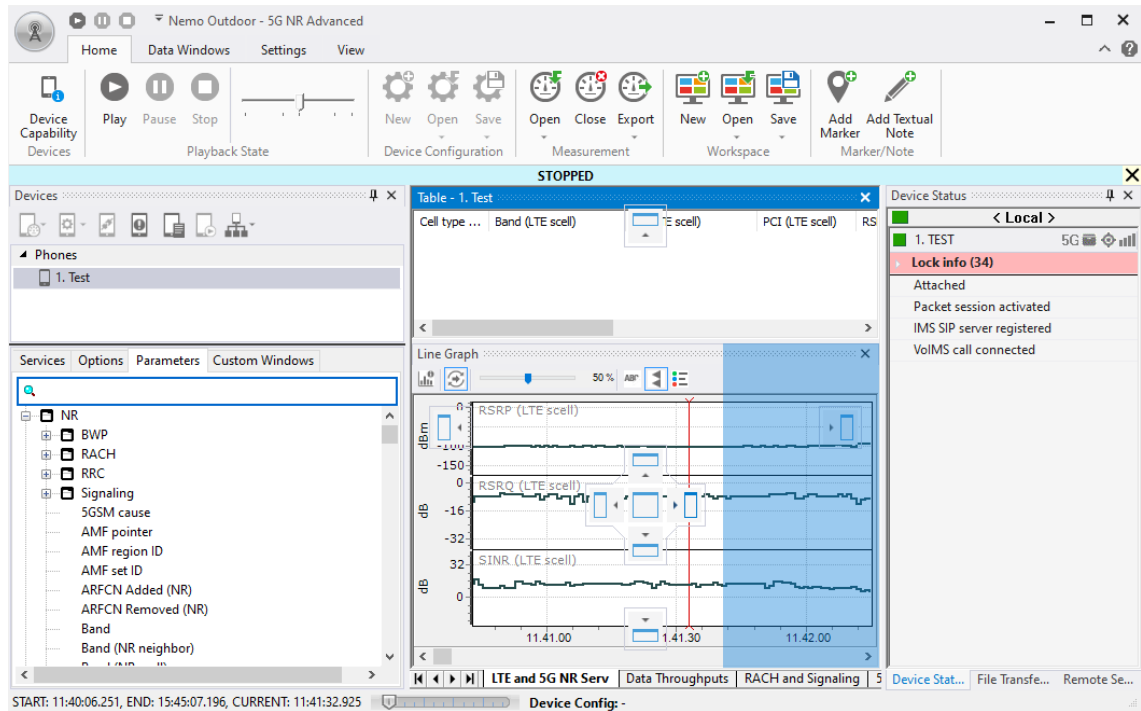 Nemo Outdoor - 5G NR Advanced
Home Data Windows Settings View
Device Capability Play Pause Stop New Open Save Open Close Export New Open Save Add Marker Add Textual Note
Devices Playback State Device Configuration Measurement Workspace Marker/Note
STOPPED
Devices
Phones
1. Test
Services Options Parameters Custom Windows
NR
BWP
RACH
RRC
Signaling
5GSM cause
AMF pointer
AMF region ID
AMF set ID
ARFCN Added (NR)
ARFCN Removed (NR)
Band
Band (NR neighbor)
Table - 1. Test
Cell type ... Band (LTE scell) E scell) PCI (LTE scell) RS
Line Graph
50 % ABC
RSRP (LTE scell)
0
dBm
-100
-150
RSRQ (LTE scell)
0
dB
-16
-32
SINR (LTE scell)
32
dB
0
11.41.00 1.41.30 11.42.00
LTE and 5G NR Serv Data Throughputs RACH and Signaling 5
Device Status
< Local >
1. TEST 5G
Lock info (34)
Attached
Packet session activated
IMS SIP server registered
VoIMS call connected
Device Stat... File Transfe... Remote Se...
START: 11:40:06.251, END: 15:45:07.196, CURRENT: 11:41:32.925 Device Config: -